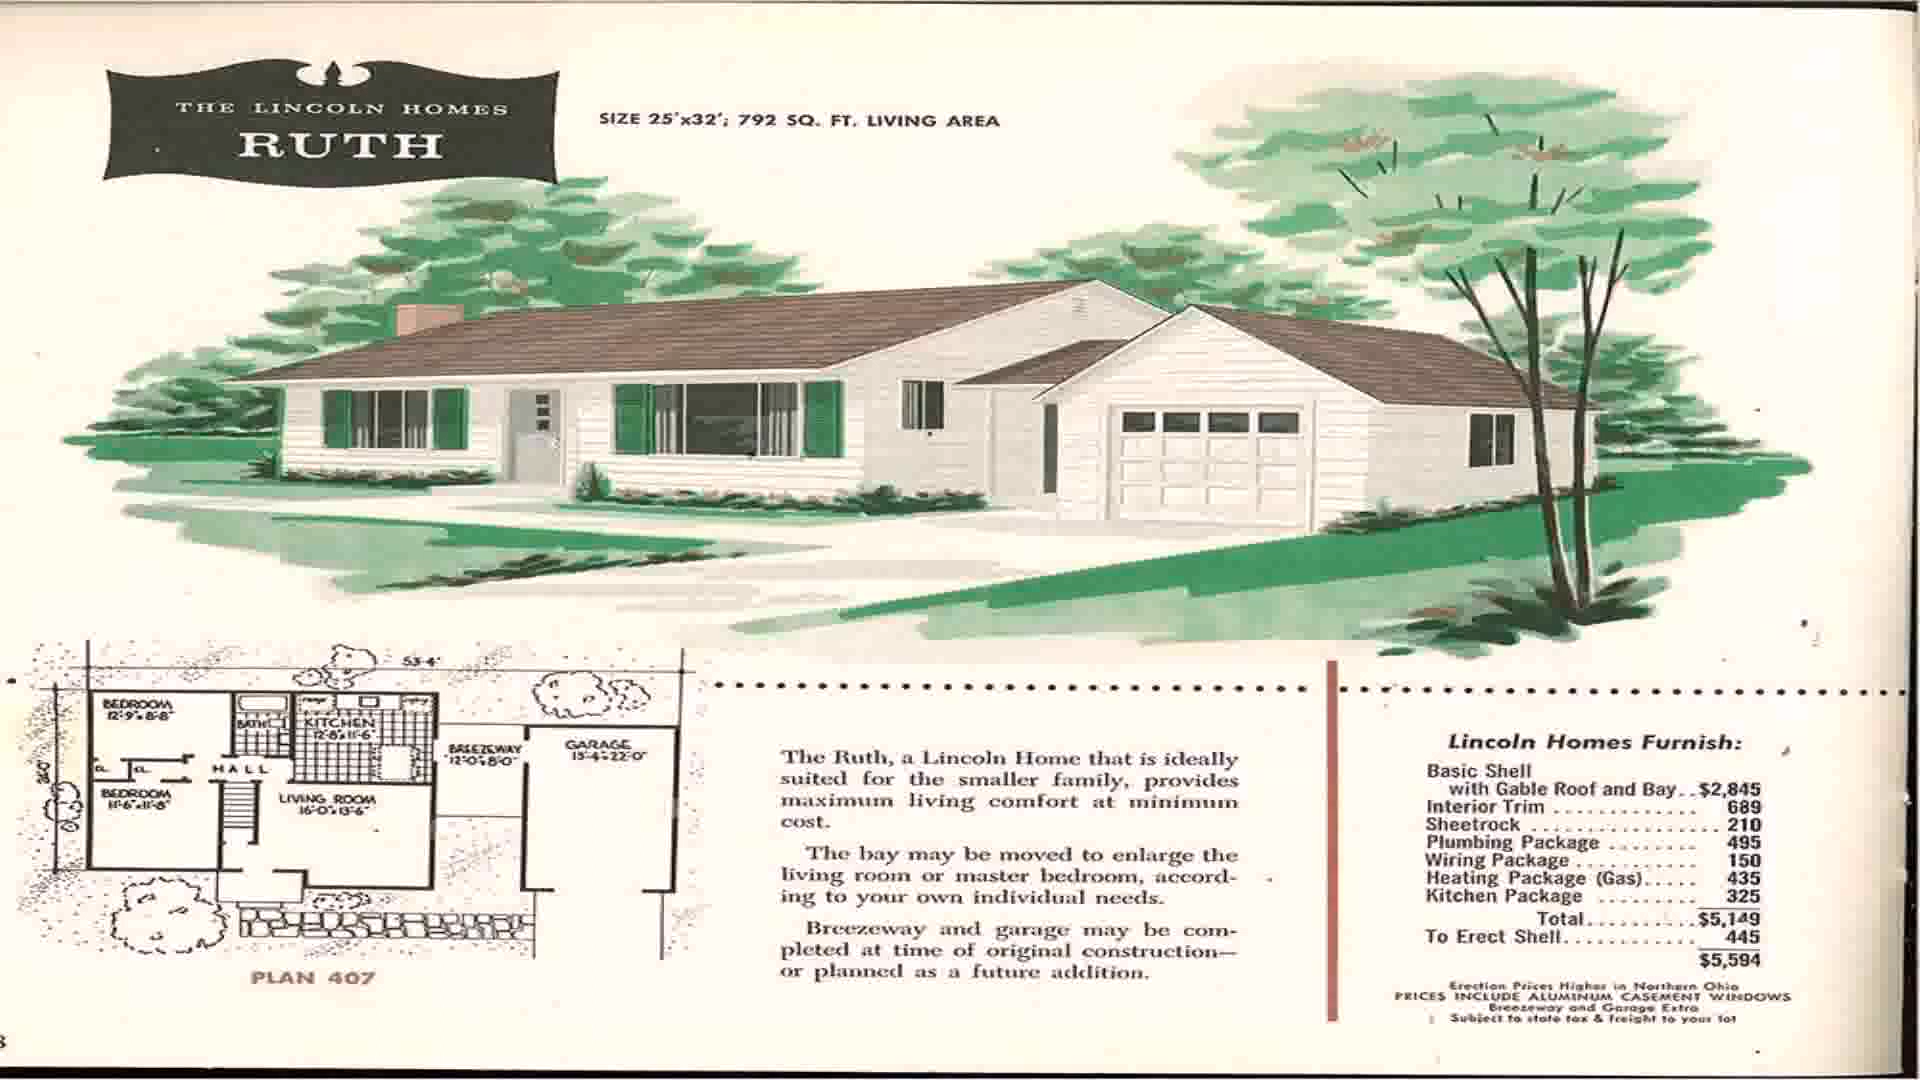 THE LINCOLN HOMES
RUTH
SIZE 25'x32'; 792 SQ. FT. LIVING AREA
53'-4"
BEDROOM
12'-9"x8'-8"
BATH
KITCHEN
12'-8"x11'-6"
BREEZEWAY
12'-0"x8'-0"
GARAGE
13'-4"x22'-0"
CL.
CL.
HALL
BEDROOM
11'-6"x11'-8"
LIVING ROOM
16'-0"x13'-6"
PLAN 407
The Ruth, a Lincoln Home that is ideally
suited for the smaller family, provides
maximum living comfort at minimum
cost.
The bay may be moved to enlarge the
living room or master bedroom, accord-
ing to your own individual needs.
Breezeway and garage may be com-
pleted at time of original construction—
or planned as a future addition.
Lincoln Homes Furnish:
Basic Shell
with Gable Roof and Bay..$2,845
Interior Trim ........... 689
Sheetrock ................ 210
Plumbing Package ........ 495
Wiring Package .......... 150
Heating Package (Gas)..... 435
Kitchen Package ......... 325
Total..........$5,149
To Erect Shell............ 445
$5,594
Erection Prices Higher in Northern Ohio
PRICES INCLUDE ALUMINUM CASEMENT WINDOWS
Breezeway and Garage Extra
Subject to state tax & freight to your lot
8